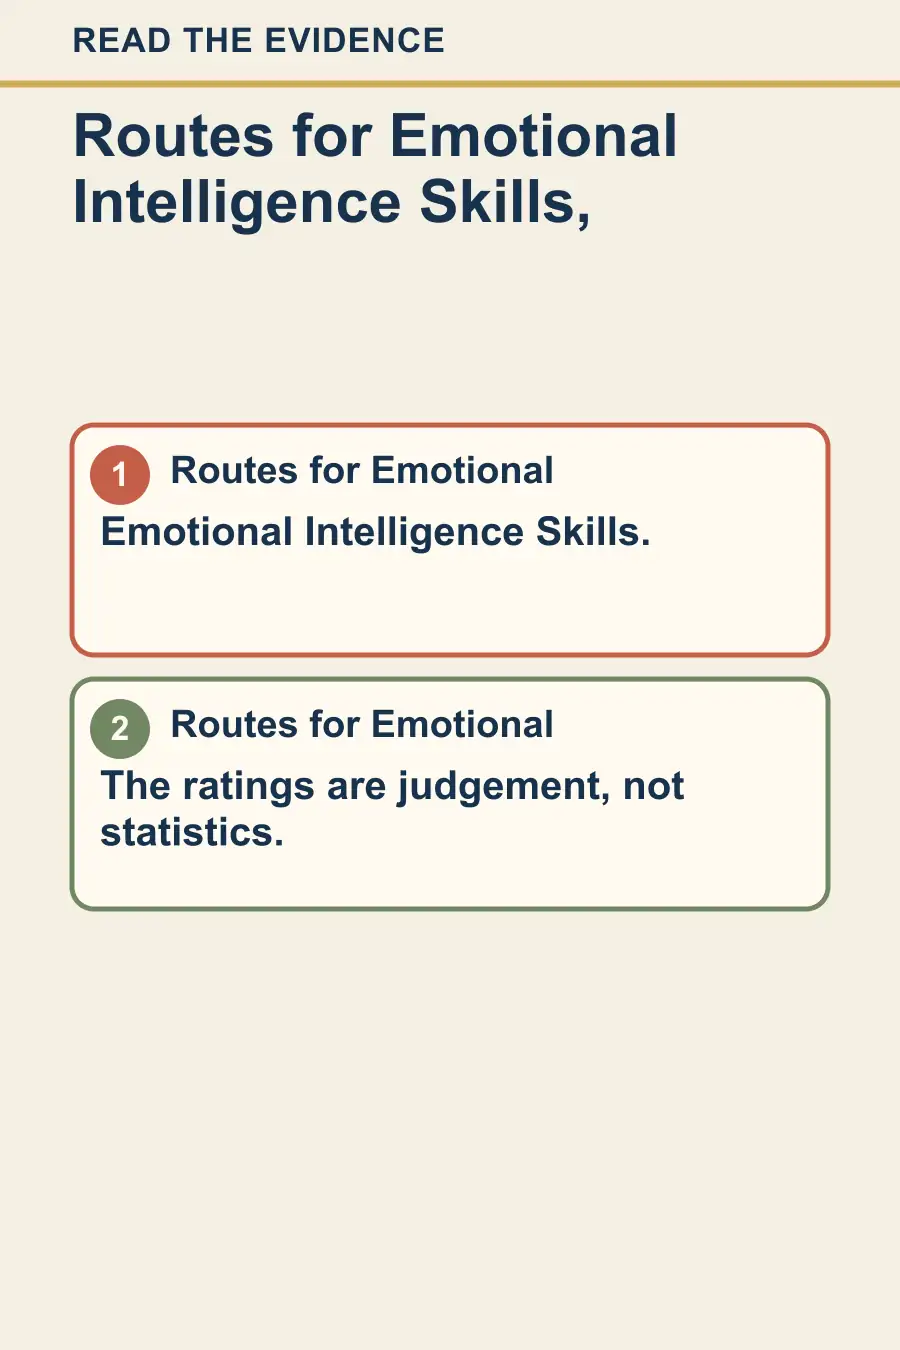 READ THE EVIDENCE
Routes for Emotional
Intelligence Skills,
1 Routes for Emotional
Emotional Intelligence Skills.
2 Routes for Emotional
The ratings are judgement, not
statistics.